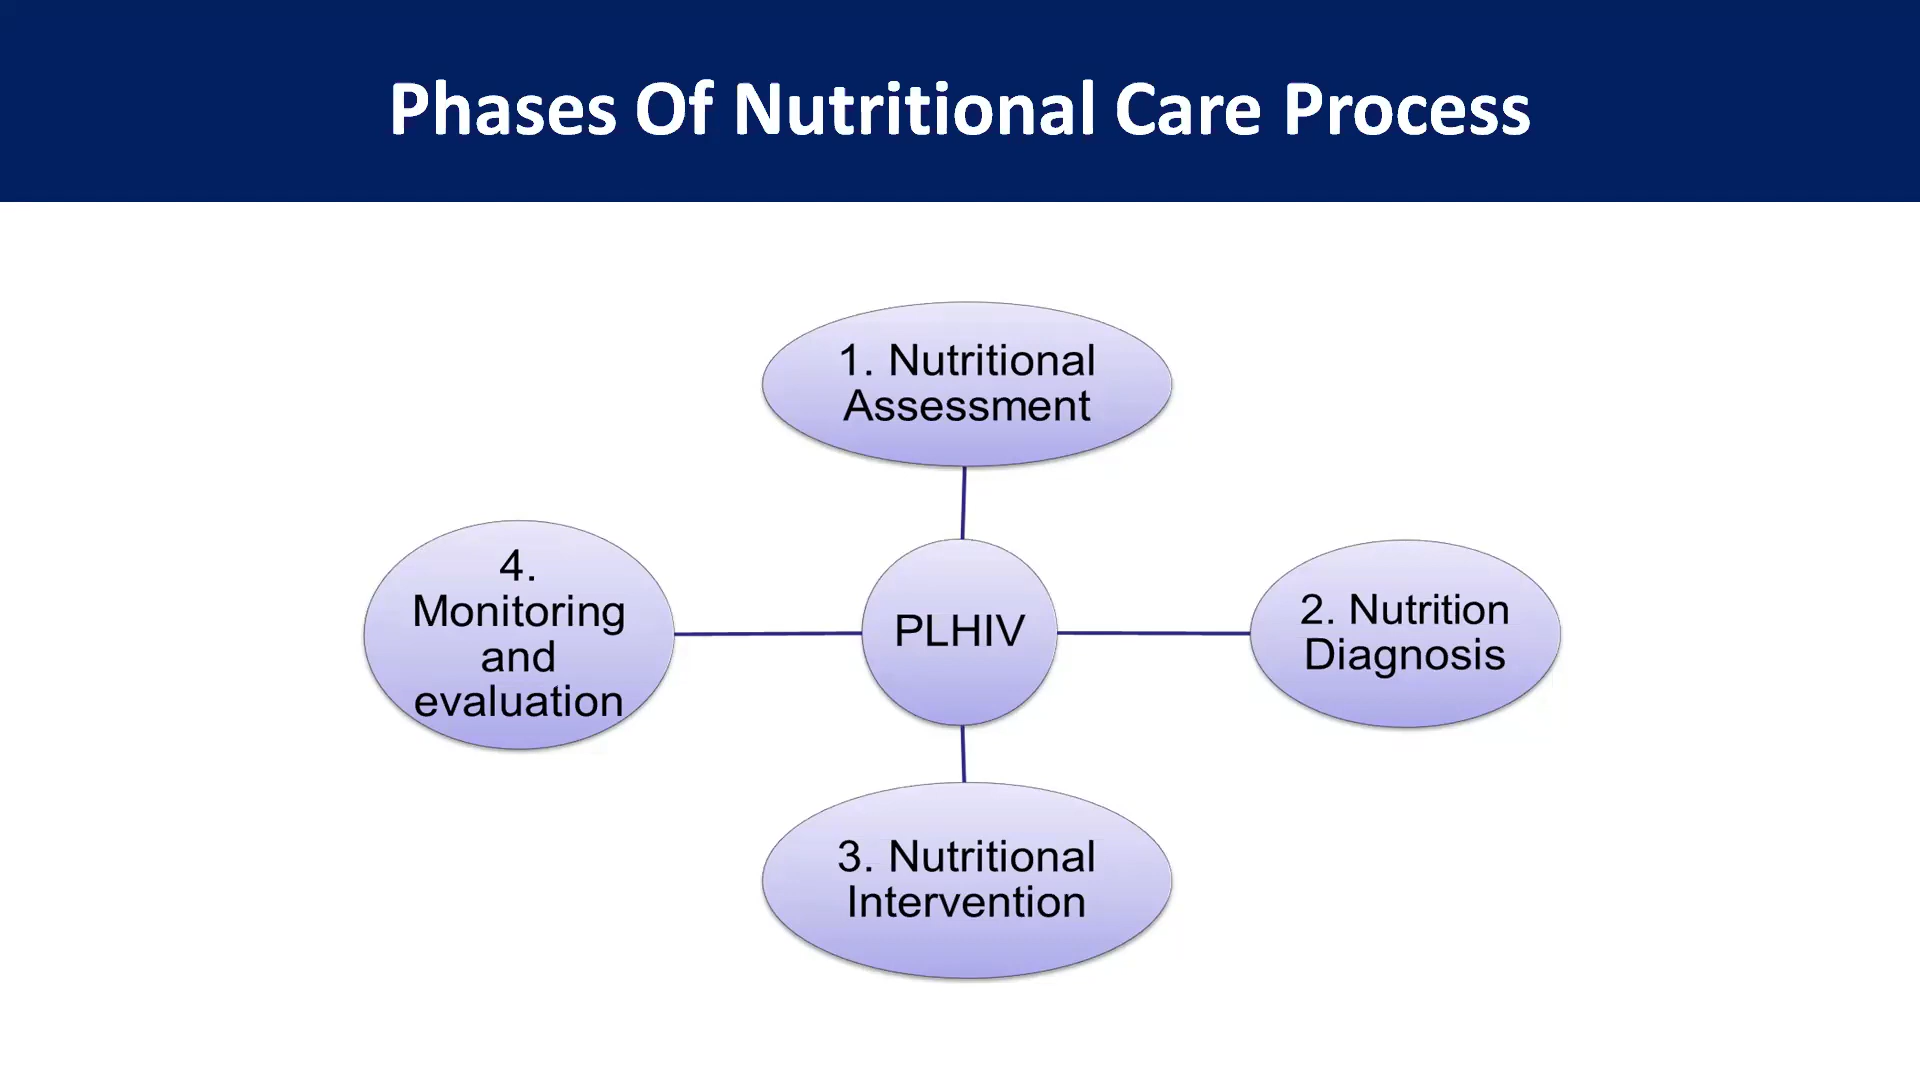 Phases Of Nutritional Care Process
1. Nutritional
Assessment
4.
Monitoring
and
evaluation
PLHIV
2. Nutrition
Diagnosis
3. Nutritional
Intervention